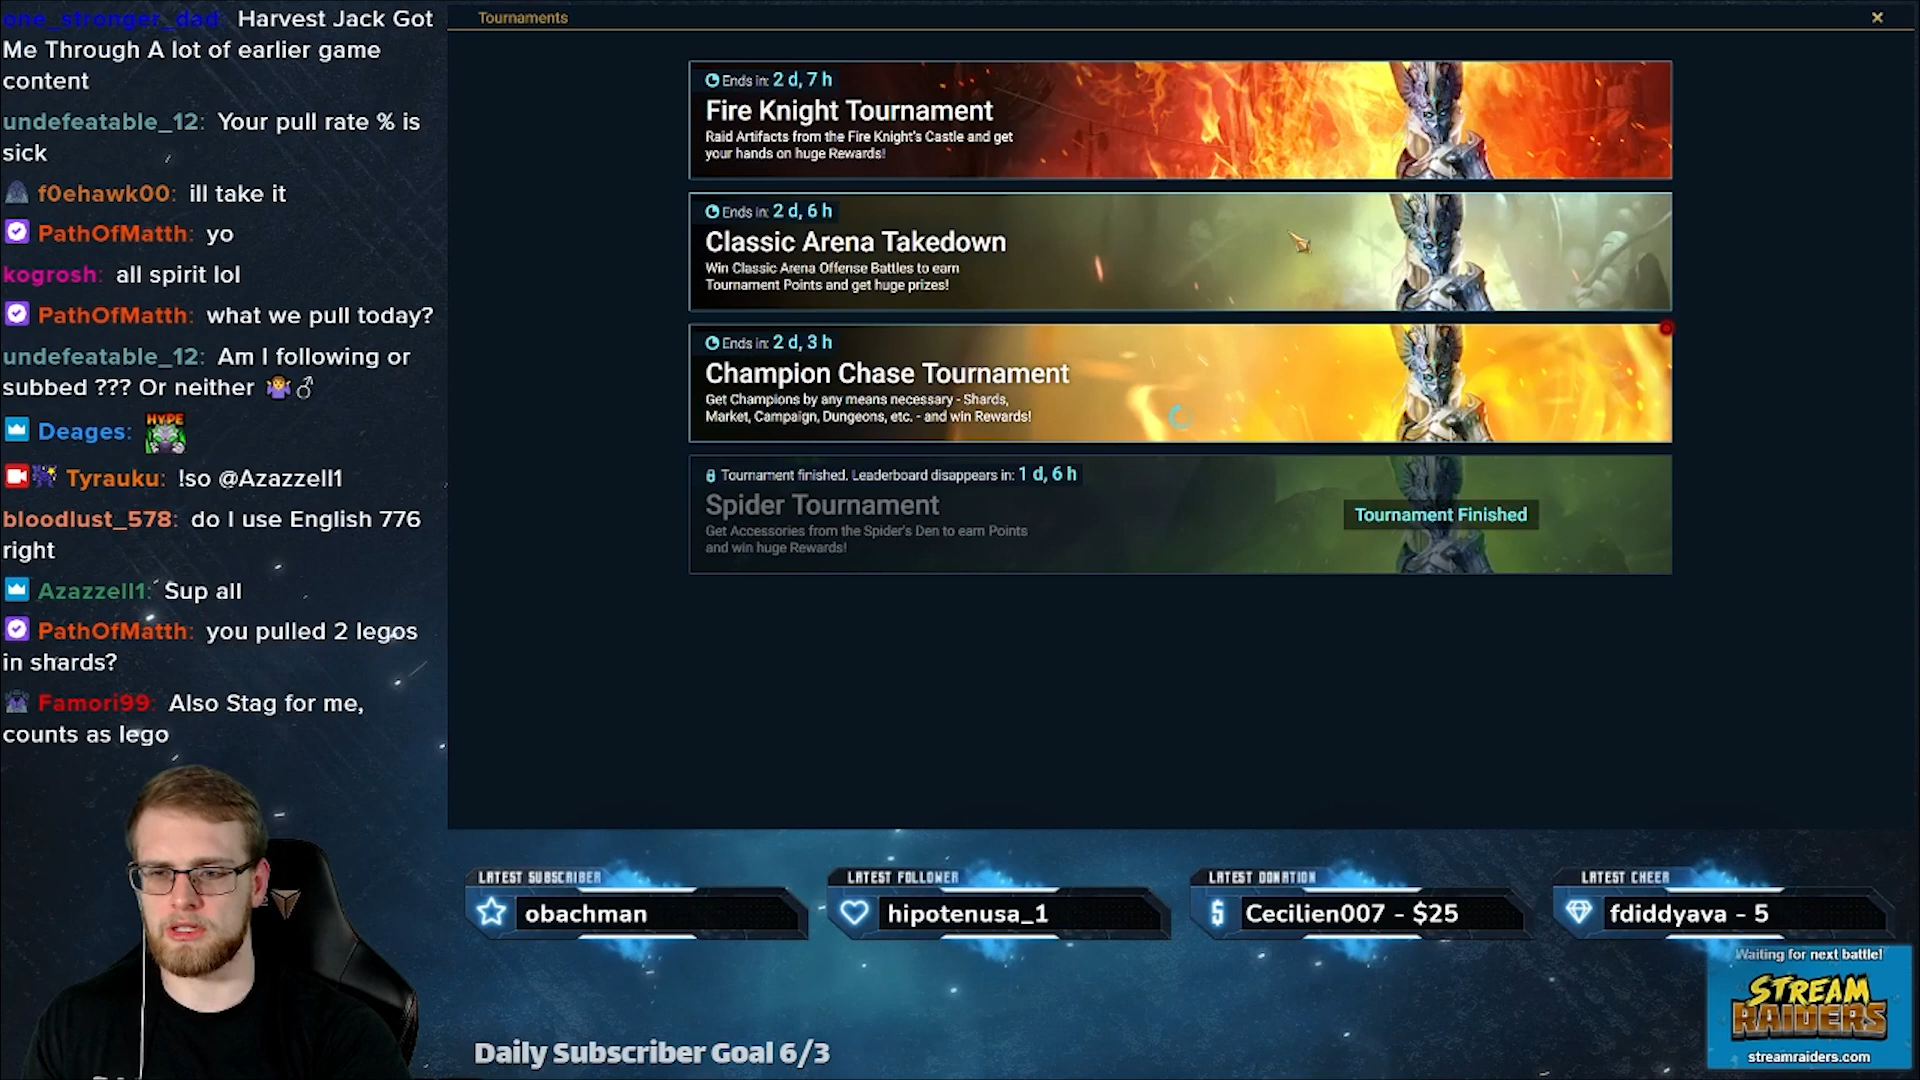 one_stronger_dad: Harvest Jack Got
Me Through A lot of earlier game
content
undefeatable_12: Your pull rate % is
sick
f0ehawk00: ill take it
PathOfMatth: yo
kogrosh: all spirit lol
PathOfMatth: what we pull today?
undefeatable_12: Am I following or
subbed ??? Or neither 🤷♂
Deages: HYPE
Tyrauku: !so @Azazzell1
bloodlust_578: do I use English 776
right
Azazzell1: Sup all
PathOfMatth: you pulled 2 legos
in shards?
Famori99: Also Stag for me,
counts as lego
Tournaments
Ends in: 2 d, 7 h
Fire Knight Tournament
Raid Artifacts from the Fire Knight's Castle and get
your hands on huge Rewards!
Ends in: 2 d, 6 h
Classic Arena Takedown
Win Classic Arena Offense Battles to earn
Tournament Points and get huge prizes!
Ends in: 2 d, 3 h
Champion Chase Tournament
Get Champions by any means necessary - Shards,
Market, Campaign, Dungeons, etc. - and win Rewards!
Tournament finished. Leaderboard disappears in: 1 d, 6 h
Spider Tournament
Get Accessories from the Spider's Den to earn Points
and win huge Rewards!
Tournament Finished
LATEST SUBSCRIBER
obachman
LATEST FOLLOWER
hipotenusa_1
LATEST DONATION
Cecilien007 - $25
LATEST CHEER
fdiddyava - 5
Daily Subscriber Goal 6/3
Waiting for next battle!
STREAM
RAIDERS
streamraiders.com